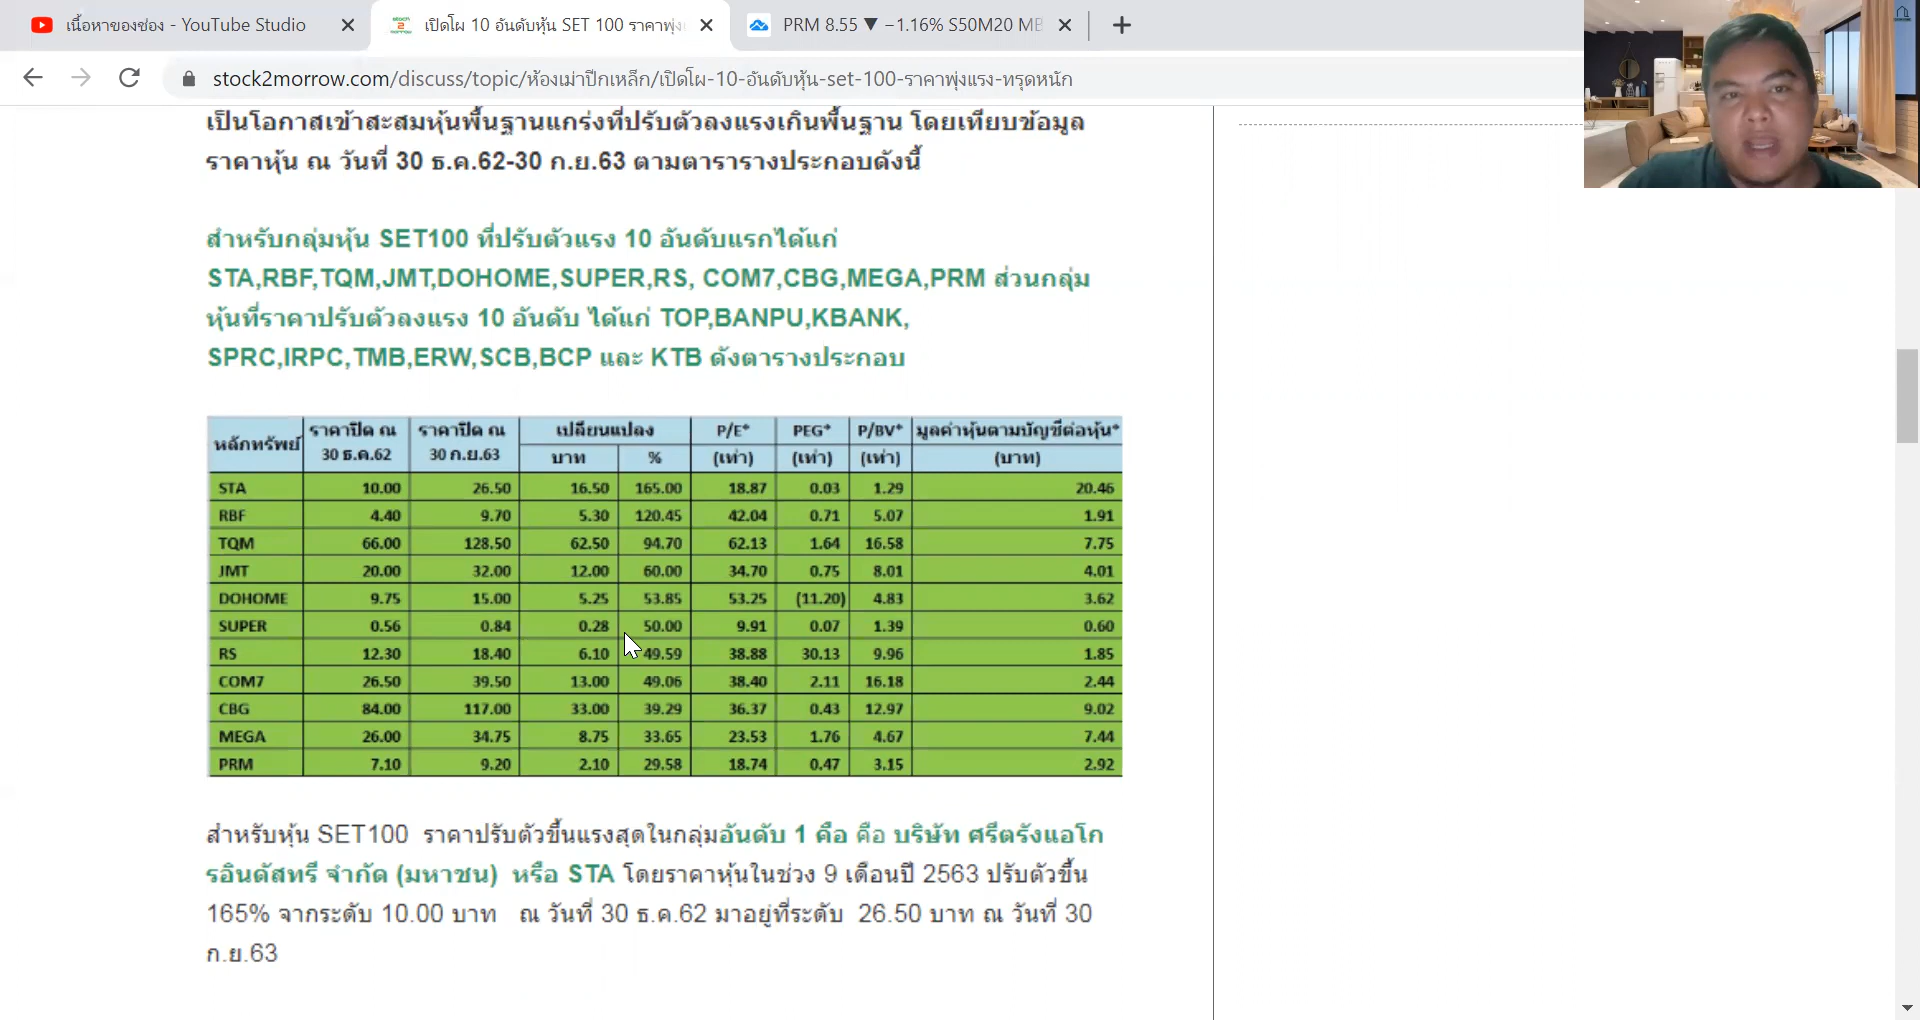 เนื้อหาของช่อง - YouTube Studio
เปิดโผ 10 อันดับหุ้น SET 100 ราคาพุ่ง
PRM 8.55 ▼ −1.16% S50M20 MB
stock2morrow.com/discuss/topic/ห้องเม่าปีกเหล็ก/เปิดโผ-10-อันดับหุ้น-set-100-ราคาพุ่งแรง-ทรุดหนัก
เป็นโอกาสเข้าสะสมหุ้นพื้นฐานแกร่งที่ปรับตัวลงแรงเกินพื้นฐาน โดยเทียบข้อมูล
ราคาหุ้น ณ วันที่ 30 ธ.ค.62-30 ก.ย.63 ตามตารารางประกอบดังนี้
สำหรับกลุ่มหุ้น SET100 ที่ปรับตัวแรง 10 อันดับแรกได้แก่
STA,RBF,TQM,JMT,DOHOME,SUPER,RS, COM7,CBG,MEGA,PRM ส่วนกลุ่ม
หุ้นที่ราคาปรับตัวลงแรง 10 อันดับ ได้แก่ TOP,BANPU,KBANK,
SPRC,IRPC,TMB,ERW,SCB,BCP และ KTB ดังตารางประกอบ
หลักทรัพย์ ราคาปิด ณ 30 ธ.ค.62 ราคาปิด ณ 30 ก.ย.63 เปลี่ยนแปลง P/E* PEG* P/BV* มูลค่าหุ้นตามบัญชีต่อหุ้น*
บาท % (เท่า) (เท่า) (เท่า) (บาท)
STA 10.00 26.50 16.50 165.00 18.87 0.03 1.29 20.46
RBF 4.40 9.70 5.30 120.45 42.04 0.71 5.07 1.91
TQM 66.00 128.50 62.50 94.70 62.13 1.64 16.58 7.75
JMT 20.00 32.00 12.00 60.00 34.70 0.75 8.01 4.01
DOHOME 9.75 15.00 5.25 53.85 53.25 (11.20) 4.83 3.62
SUPER 0.56 0.84 0.28 50.00 9.91 0.07 1.39 0.60
RS 12.30 18.40 6.10 49.59 38.88 30.13 9.96 1.85
COM7 26.50 39.50 13.00 49.06 38.40 2.11 16.18 2.44
CBG 84.00 117.00 33.00 39.29 36.37 0.43 12.97 9.02
MEGA 26.00 34.75 8.75 33.65 23.53 1.76 4.67 7.44
PRM 7.10 9.20 2.10 29.58 18.74 0.47 3.15 2.92
สำหรับหุ้น SET100 ราคาปรับตัวขึ้นแรงสุดในกลุ่มอันดับ 1 คือ คือ บริษัท ศรีตรังแอโก
รอินดัสทรี จำกัด (มหาชน) หรือ STA โดยราคาหุ้นในช่วง 9 เดือนปี 2563 ปรับตัวขึ้น
165% จากระดับ 10.00 บาท ณ วันที่ 30 ธ.ค.62 มาอยู่ที่ระดับ 26.50 บาท ณ วันที่ 30
ก.ย.63